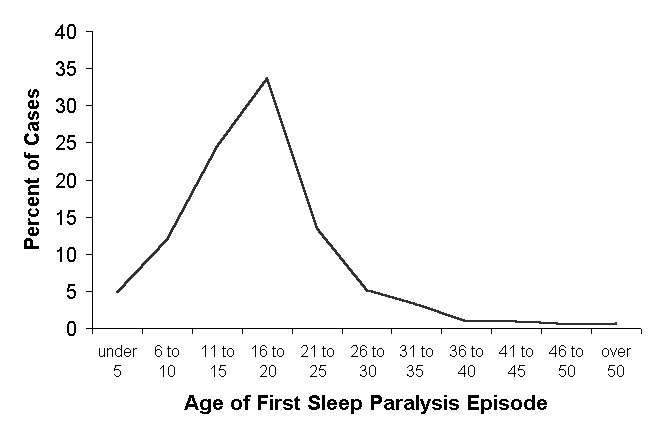 Percent of Cases
40
35
30
25
20
15
10
5
0
under 6 to 11 to 16 to 21 to 26 to 31 to 36 to 41 to 46 to over
5 10 15 20 25 30 35 40 45 50 50
Age of First Sleep Paralysis Episode